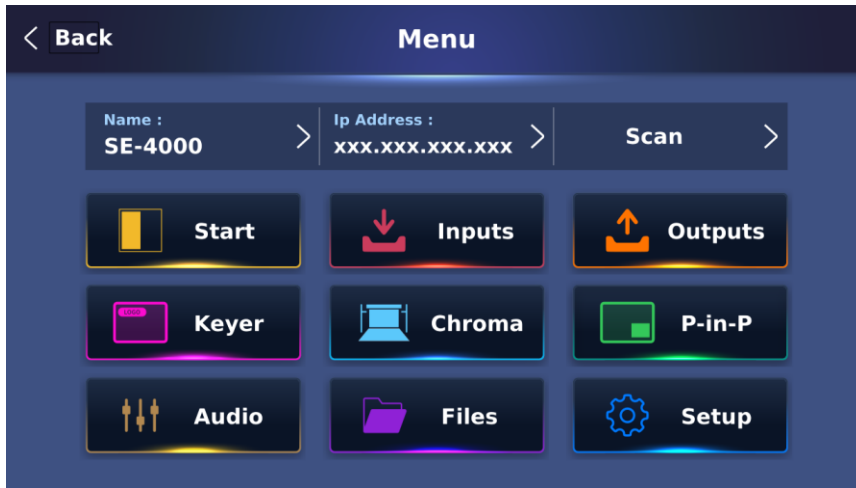 Back
Menu
Name :
SE-4000
Ip Address :
xxx.xxx.xxx.xxx
Scan
Start
Inputs
Outputs
LOGO
Keyer
Chroma
P-in-P
Audio
Files
Setup